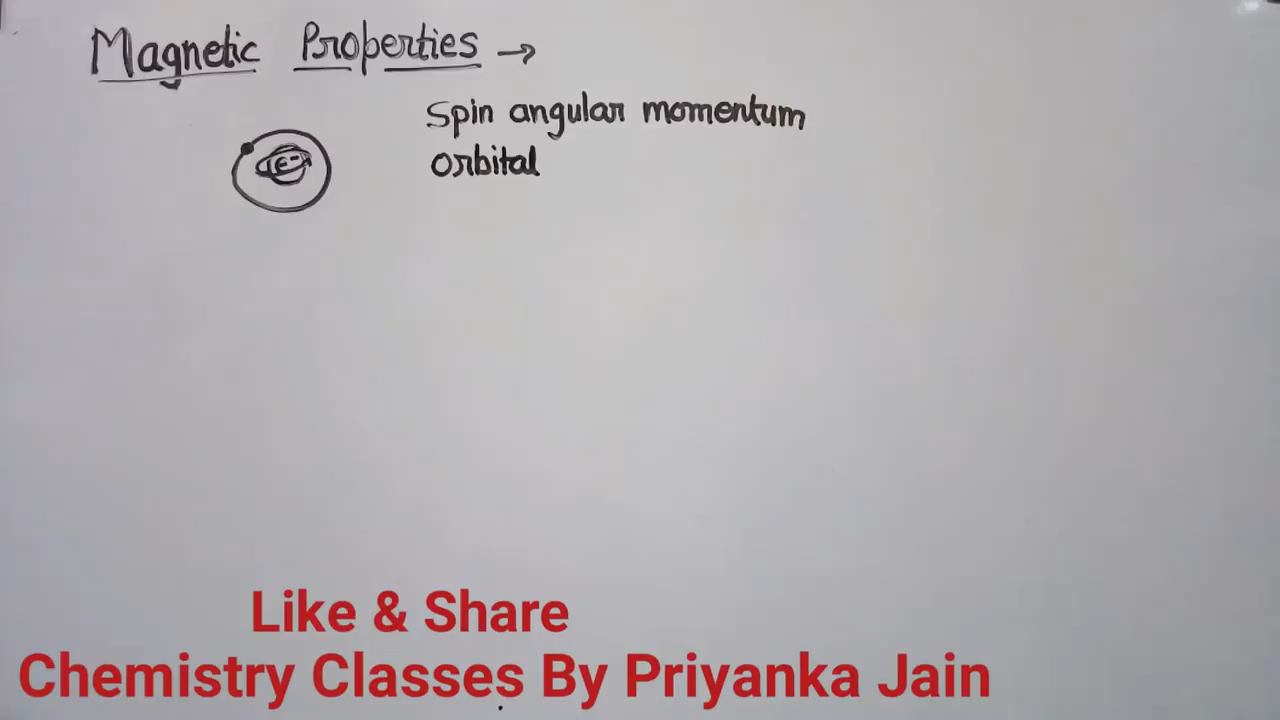 Magnetic Properties →
Spin angular momentum
e-
orbital
Like & Share
Chemistry Classes By Priyanka Jain